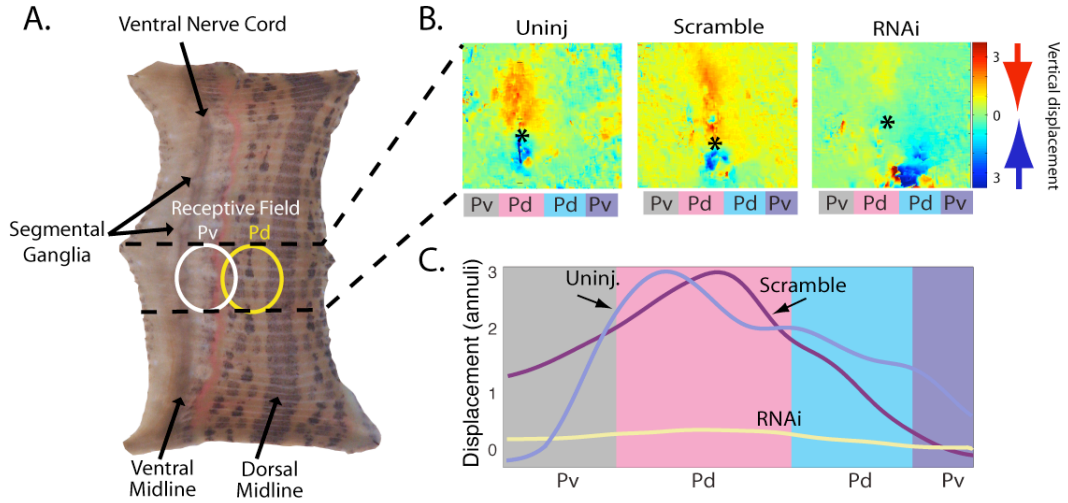 A.
Ventral Nerve Cord
Segmental
Ganglia
Receptive Field
Pv Pd
Ventral
Midline
Dorsal
Midline
B.
Uninj Scramble RNAi
*
*
*
3
0
3
Vertical displacement
Pv Pd Pd Pv
Pv Pd Pd Pv
Pv Pd Pd Pv
C.
Displacement (annuli)
3
2
1
0
Uninj.
Scramble
RNAi
Pv Pd Pd Pv